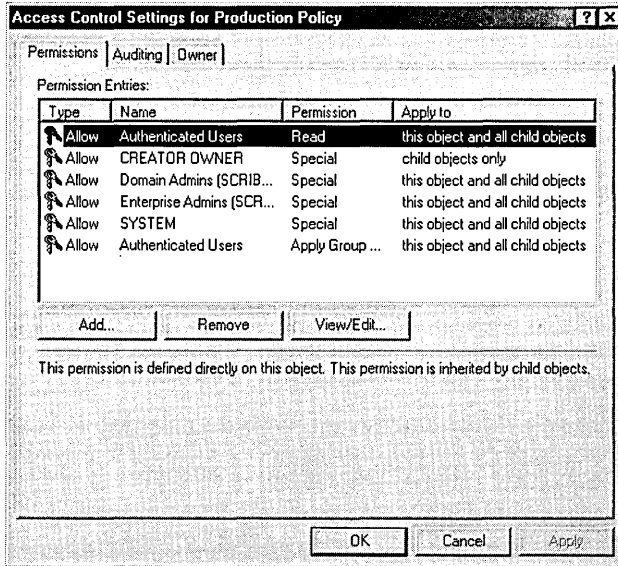 Access Control Settings for Production Policy
Permissions Auditing Owner
Permission Entries:
Type Name Permission Apply to
Allow Authenticated Users Read this object and all child objects
Allow CREATOR OWNER Special child objects only
Allow Domain Admins (SCRIB... Special this object and all child objects
Allow Enterprise Admins (SCR... Special this object and all child objects
Allow SYSTEM Special this object and all child objects
Allow Authenticated Users Apply Group ... this object and all child objects
Add... Remove View/Edit...
This permission is defined directly on this object. This permission is inherited by child objects.
OK Cancel Apply